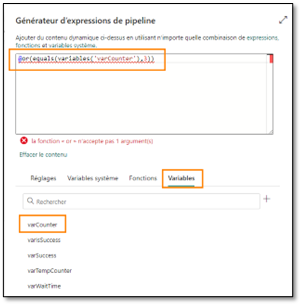 Générateur d'expressions de pipeline
Ajouter du contenu dynamique ci-dessus en utilisant n'importe quelle combinaison de expressions,
fonctions et variables système.
@or(equals(variables('varCounter'),3))
la fonction « or » n'accepte pas 1 argument(s)
Effacer le contenu
Réglages Variables système Fonctions Variables
Rechercher
varCounter
varisSuccess
varSuccess
varTempCounter
varWaitTime